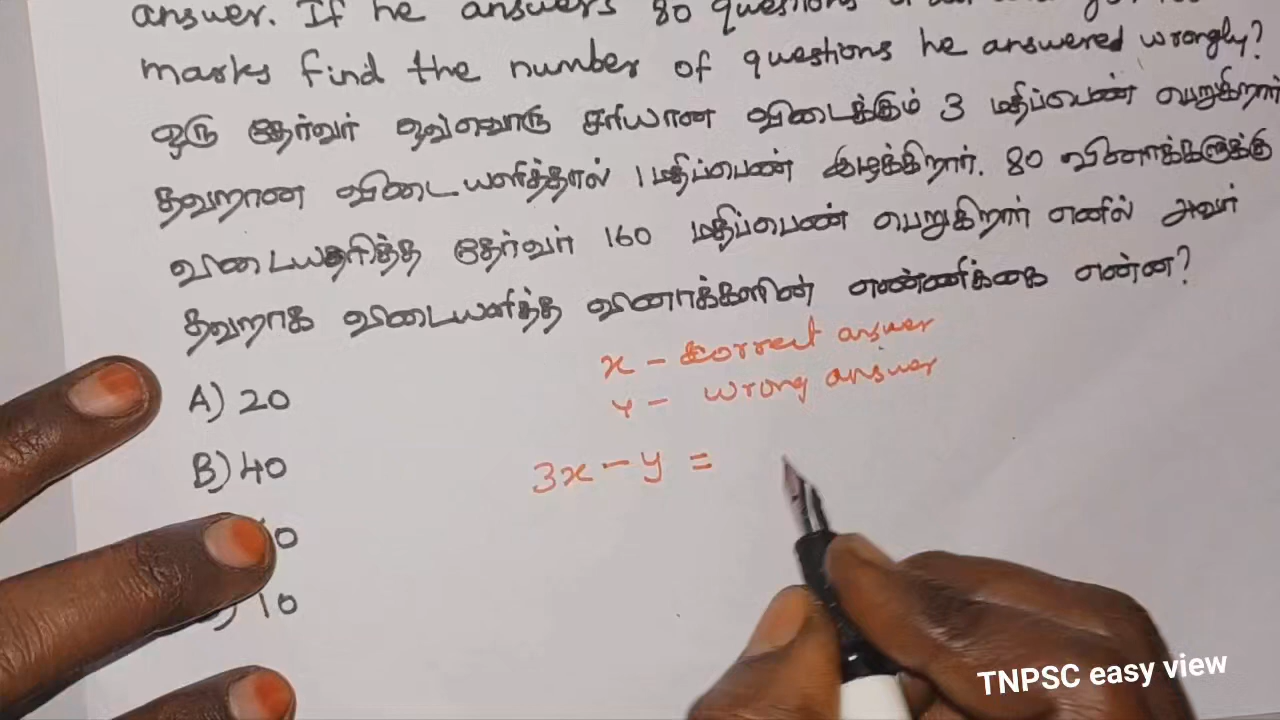 answer. If he answers 80 questions
marks find the number of questions he answered wrongly?
ஒரு தேர்வர் ஒவ்வொரு சரியான விடைக்கும் 3 மதிப்பெண் பெறுகிறார்
தவறான விடையளித்தால் 1 மதிப்பெண் இழக்கிறார். 80 வினாக்களுக்கு
விடையளித்த தேர்வர் 160 மதிப்பெண் பெறுகிறார் எனில் அவர்
தவறாக விடையளித்த வினாக்களின் எண்ணிக்கை என்ன?
x - correct answer
y - wrong answer
A) 20
3x - y =
B) 40
0
10
TNPSC easy view